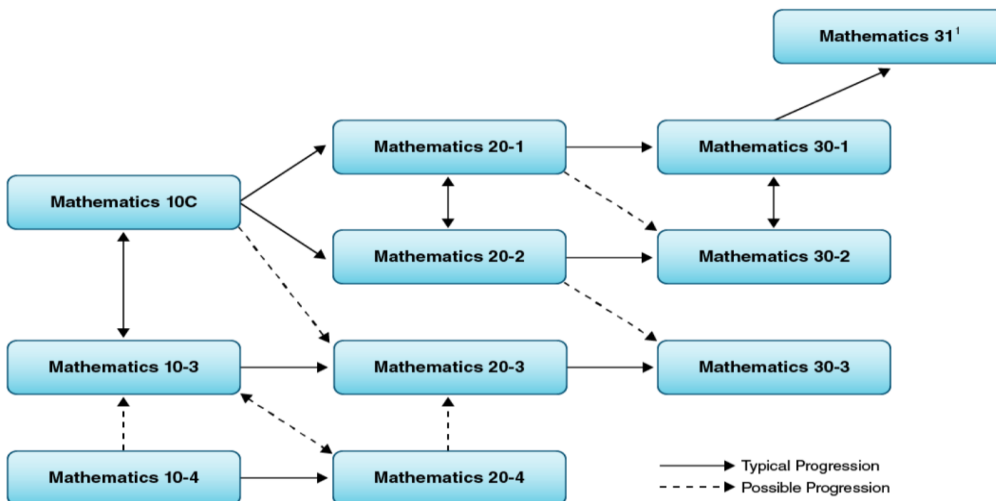 Mathematics 31¹
Mathematics 20-1
Mathematics 30-1
Mathematics 10C
Mathematics 20-2
Mathematics 30-2
Mathematics 10-3
Mathematics 20-3
Mathematics 30-3
Mathematics 10-4
Mathematics 20-4
Typical Progression
Possible Progression